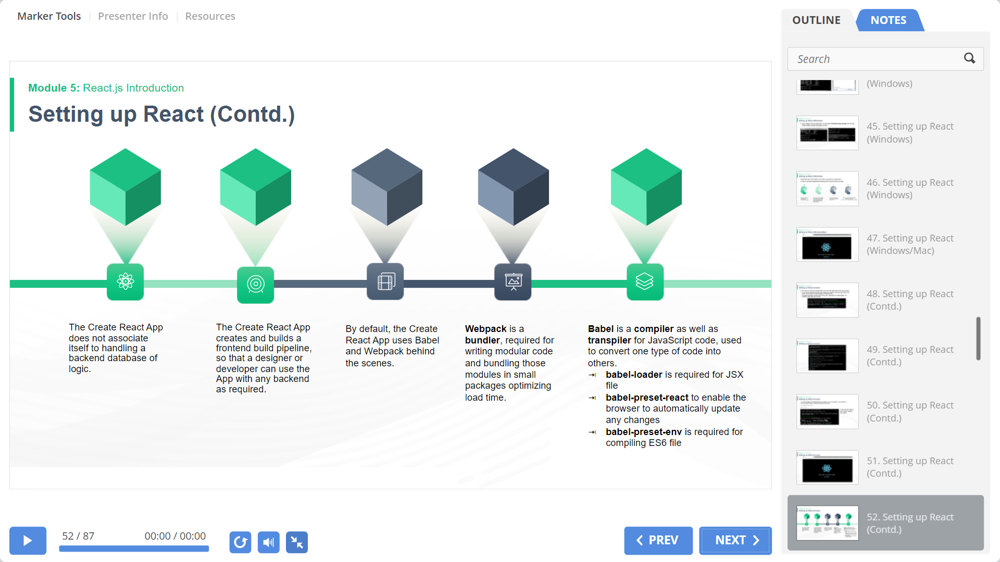 Marker Tools
Presenter Info
Resources
OUTLINE
NOTES
Search
Module 5: React.js Introduction
Setting up React (Contd.)
The Create React App
does not associate
itself to handling a
backend database of
logic.
The Create React App
creates and builds a
frontend build pipeline,
so that a designer or
developer can use the
App with any backend
as required.
By default, the Create
React App uses Babel
and Webpack behind
the scenes.
Webpack is a
bundler, required for
writing modular code
and bundling those
modules in small
packages optimizing
load time.
Babel is a compiler as well as
transpiler for JavaScript code, used
to convert one type of code into
others.
babel-loader is required for JSX
file
babel-preset-react to enable the
browser to automatically update
any changes
babel-preset-env is required for
compiling ES6 file
(Windows)
45. Setting up React
(Windows)
46. Setting up React
(Windows)
47. Setting up React
(Windows/Mac)
48. Setting up React
(Contd.)
49. Setting up React
(Contd.)
50. Setting up React
(Contd.)
51. Setting up React
(Contd.)
52. Setting up React
(Contd.)
52 / 87
00:00 / 00:00
PREV
NEXT